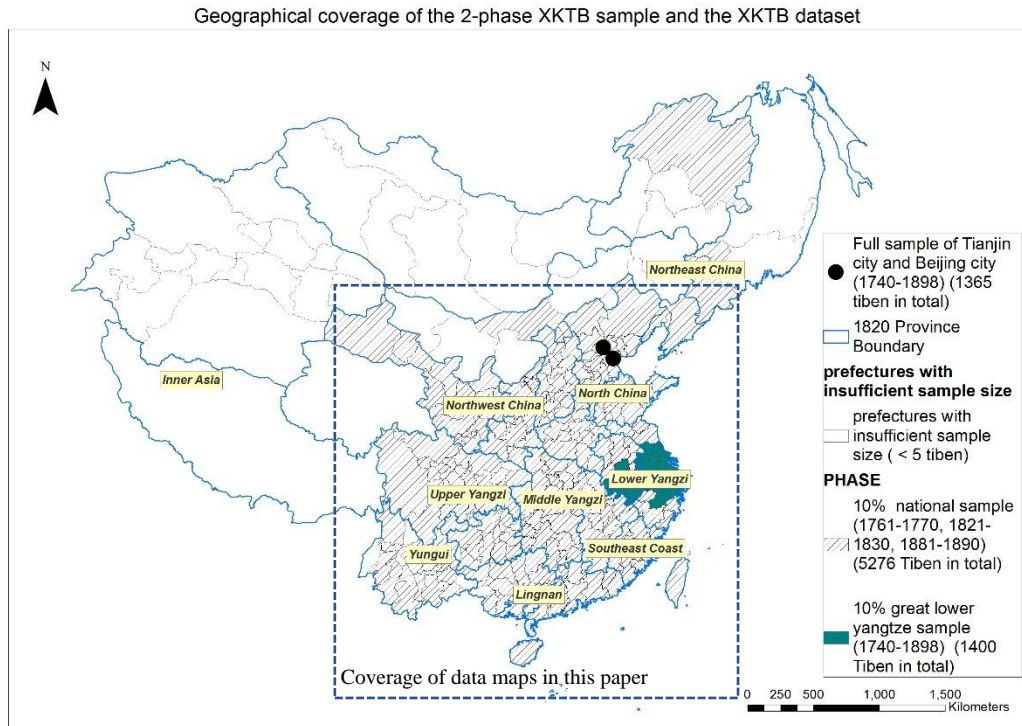 Geographical coverage of the 2-phase XKTB sample and the XKTB dataset
N
Northeast China
Inner Asia
Northwest China
North China
Upper Yangzi
Middle Yangzi
Lower Yangzi
Yungui
Southeast Coast
Lingnan
Coverage of data maps in this paper
Full sample of Tianjin
city and Beijing city
(1740-1898) (1365
tiben in total)
1820 Province
Boundary
prefectures with
insufficient sample size
prefectures with
insufficient sample
size ( < 5 tiben)
PHASE
10% national sample
(1761-1770, 1821-
1830, 1881-1890)
(5276 Tiben in total)
10% great lower
yangtze sample
(1740-1898) (1400
Tiben in total)
0 250 500 1,000 1,500
Kilometers